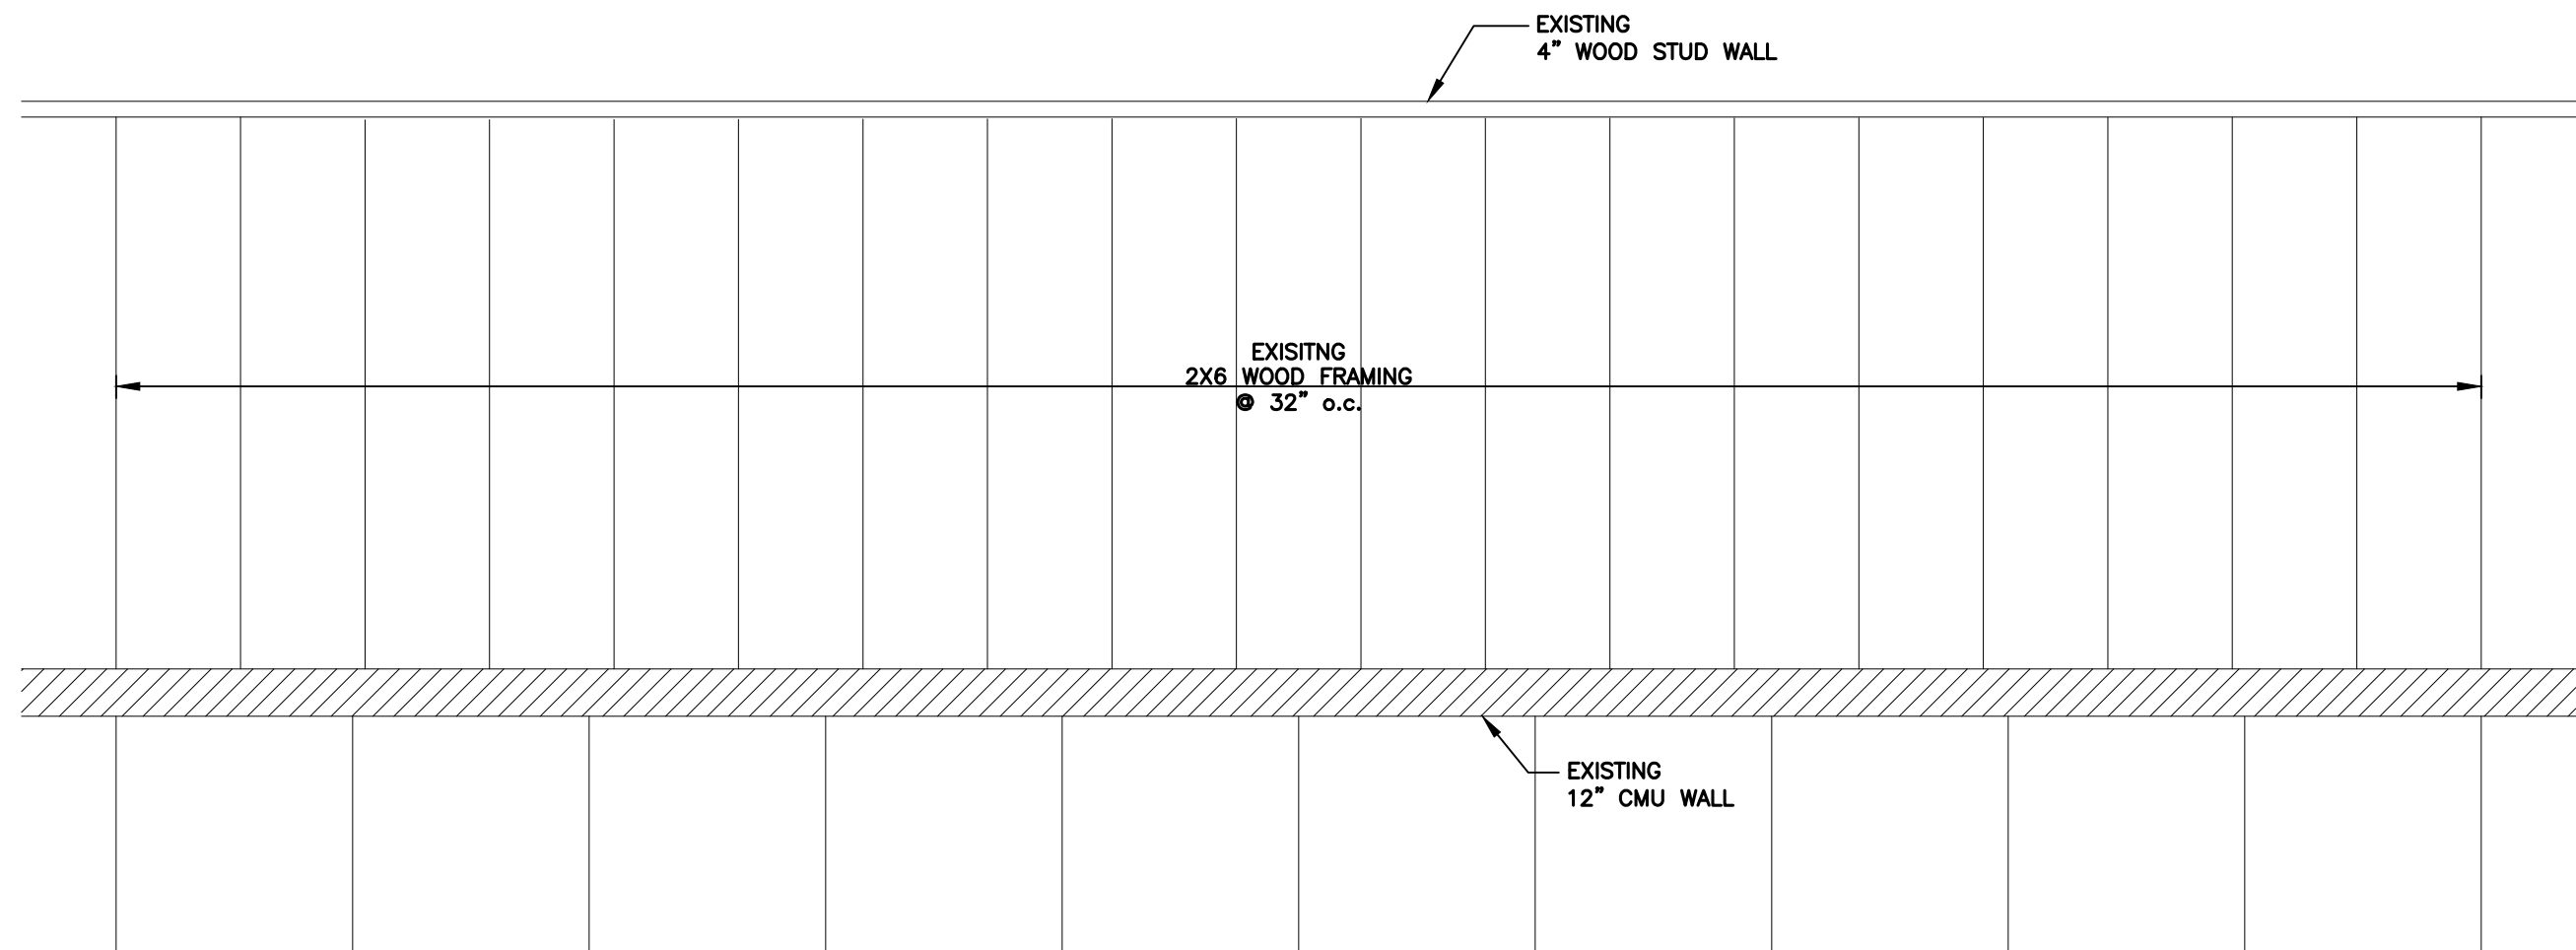 EXISTING
4" WOOD STUD WALL
EXISITNG
2X6 WOOD FRAMING
@ 32" o.c.
EXISTING
12" CMU WALL